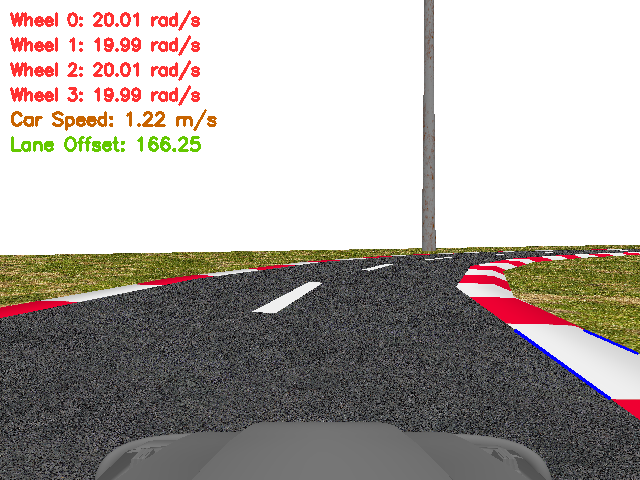 Wheel 0: 20.01 rad/s
Wheel 1: 19.99 rad/s
Wheel 2: 20.01 rad/s
Wheel 3: 19.99 rad/s
Car Speed: 1.22 m/s
Lane Offset: 166.25